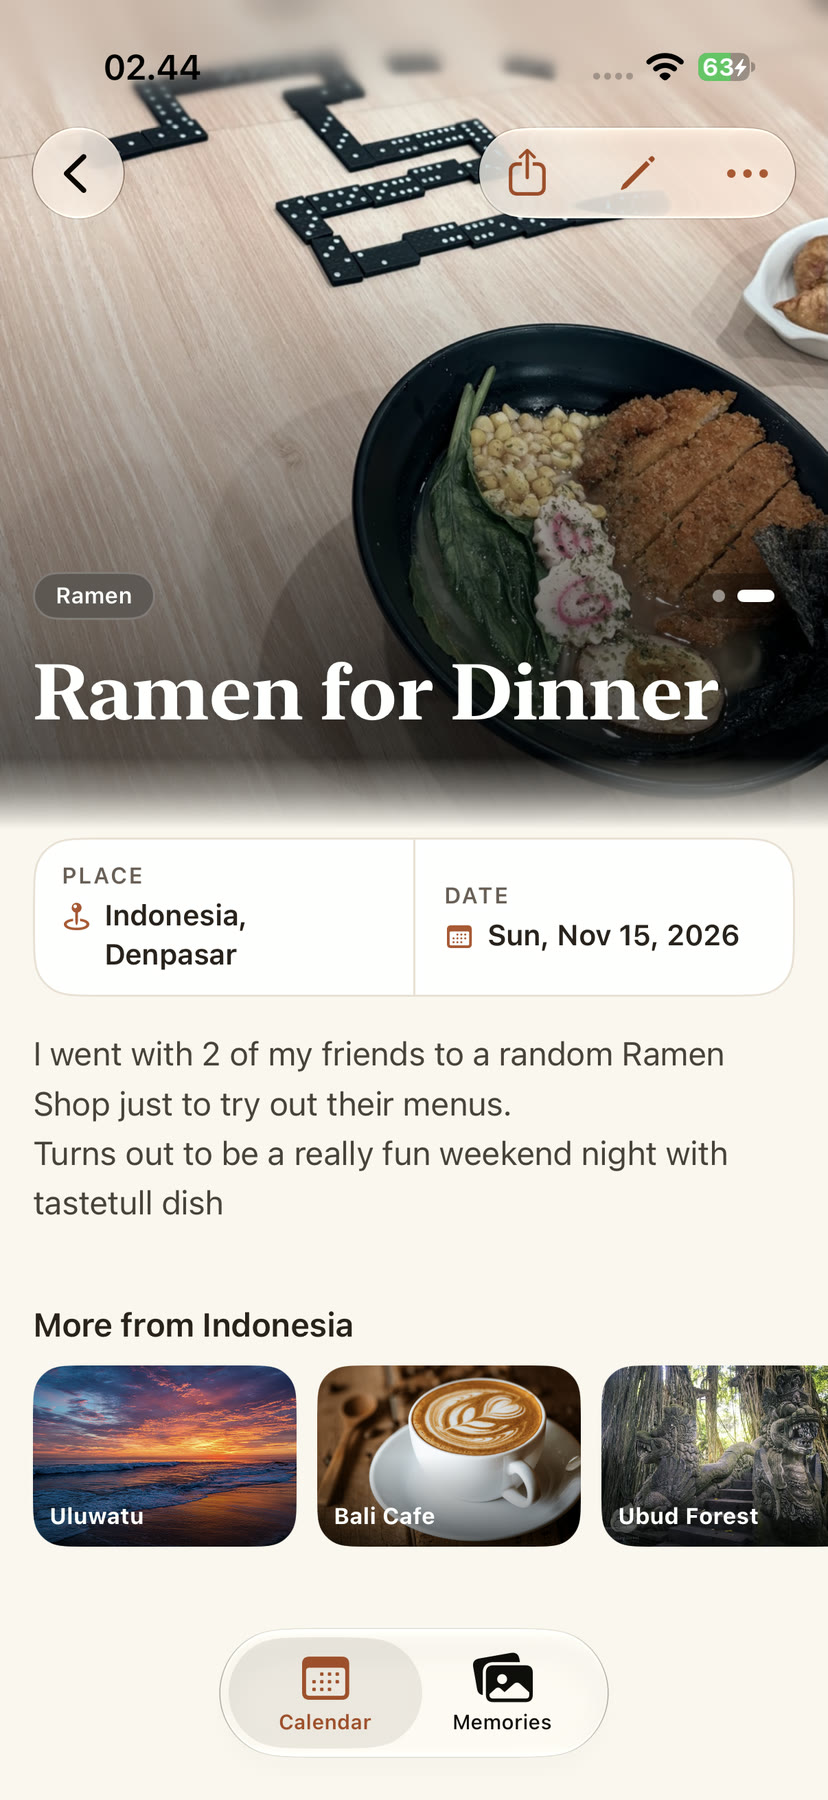 02.44
63
Ramen
Ramen for Dinner
PLACE
Indonesia,
Denpasar
DATE
Sun, Nov 15, 2026
I went with 2 of my friends to a random Ramen
Shop just to try out their menus.
Turns out to be a really fun weekend night with
tastetull dish
More from Indonesia
Uluwatu
Bali Cafe
Ubud Forest
Calendar
Memories